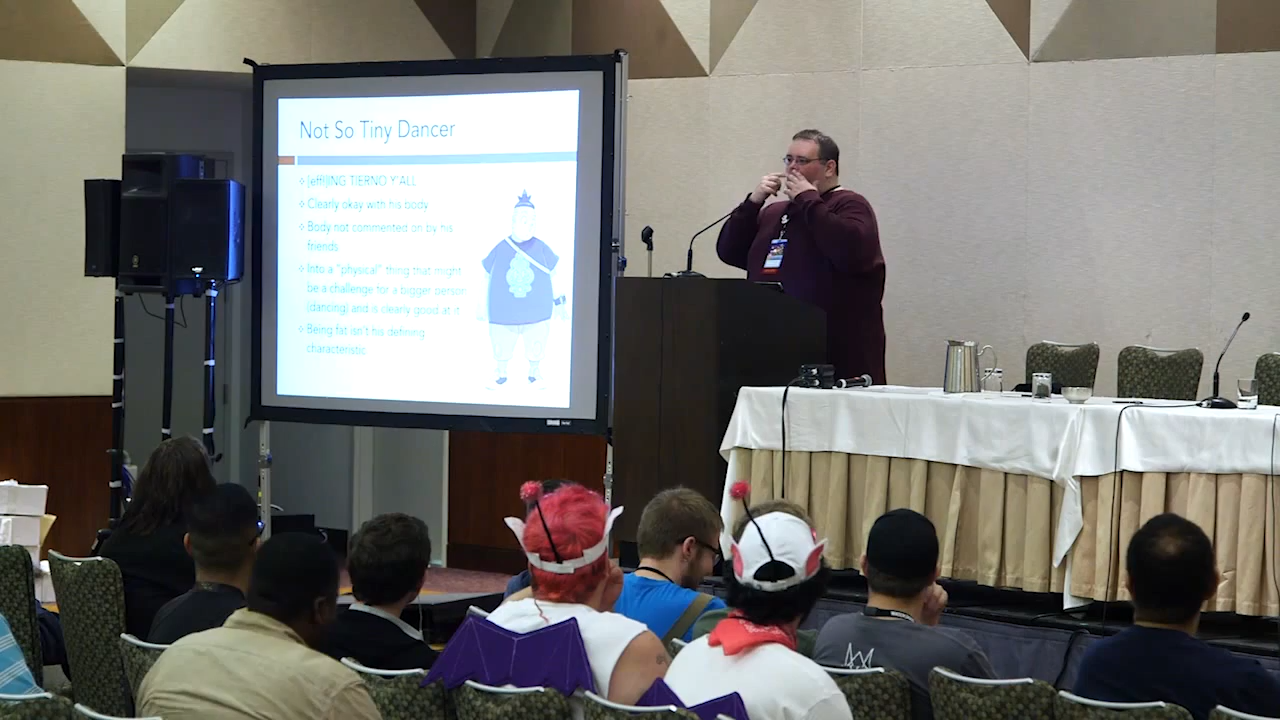 Not So Tiny Dancer
[eff]ING TIERNO Y'ALL
Clearly okay with his body
Body not commented on by his
friends
Into a "physical" thing that might
be a challenge for a bigger person
(dancing) and is clearly good at it
Being fat isn't his defining
characteristic